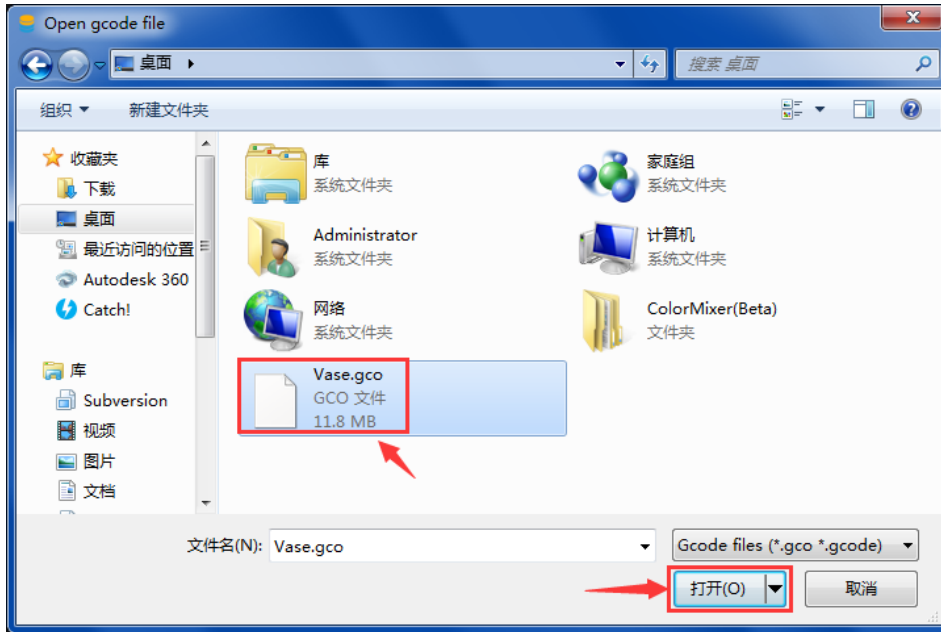 Open gcode file
桌面
搜索 桌面
组织
新建文件夹
收藏夹
下载
桌面
最近访问的位置
Autodesk 360
Catch!
库
Subversion
视频
图片
文档
库
系统文件夹
家庭组
系统文件夹
Administrator
系统文件夹
计算机
系统文件夹
网络
系统文件夹
ColorMixer(Beta)
文件夹
Vase.gco
GCO 文件
11.8 MB
文件名(N): Vase.gco
Gcode files (*.gco *.gcode)
打开(O)
取消